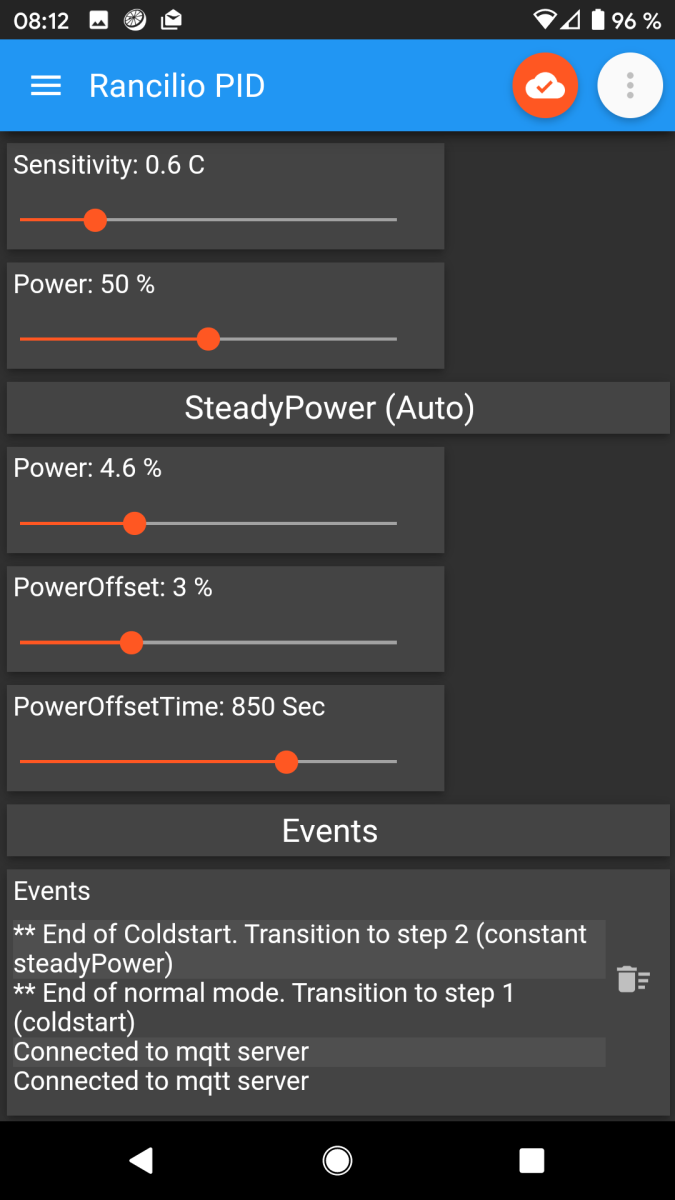 08:12
96 %
Rancilio PID
Sensitivity: 0.6 C
Power: 50 %
SteadyPower (Auto)
Power: 4.6 %
PowerOffset: 3 %
PowerOffsetTime: 850 Sec
Events
Events
** End of Coldstart. Transition to step 2 (constant
steadyPower)
** End of normal mode. Transition to step 1
(coldstart)
Connected to mqtt server
Connected to mqtt server